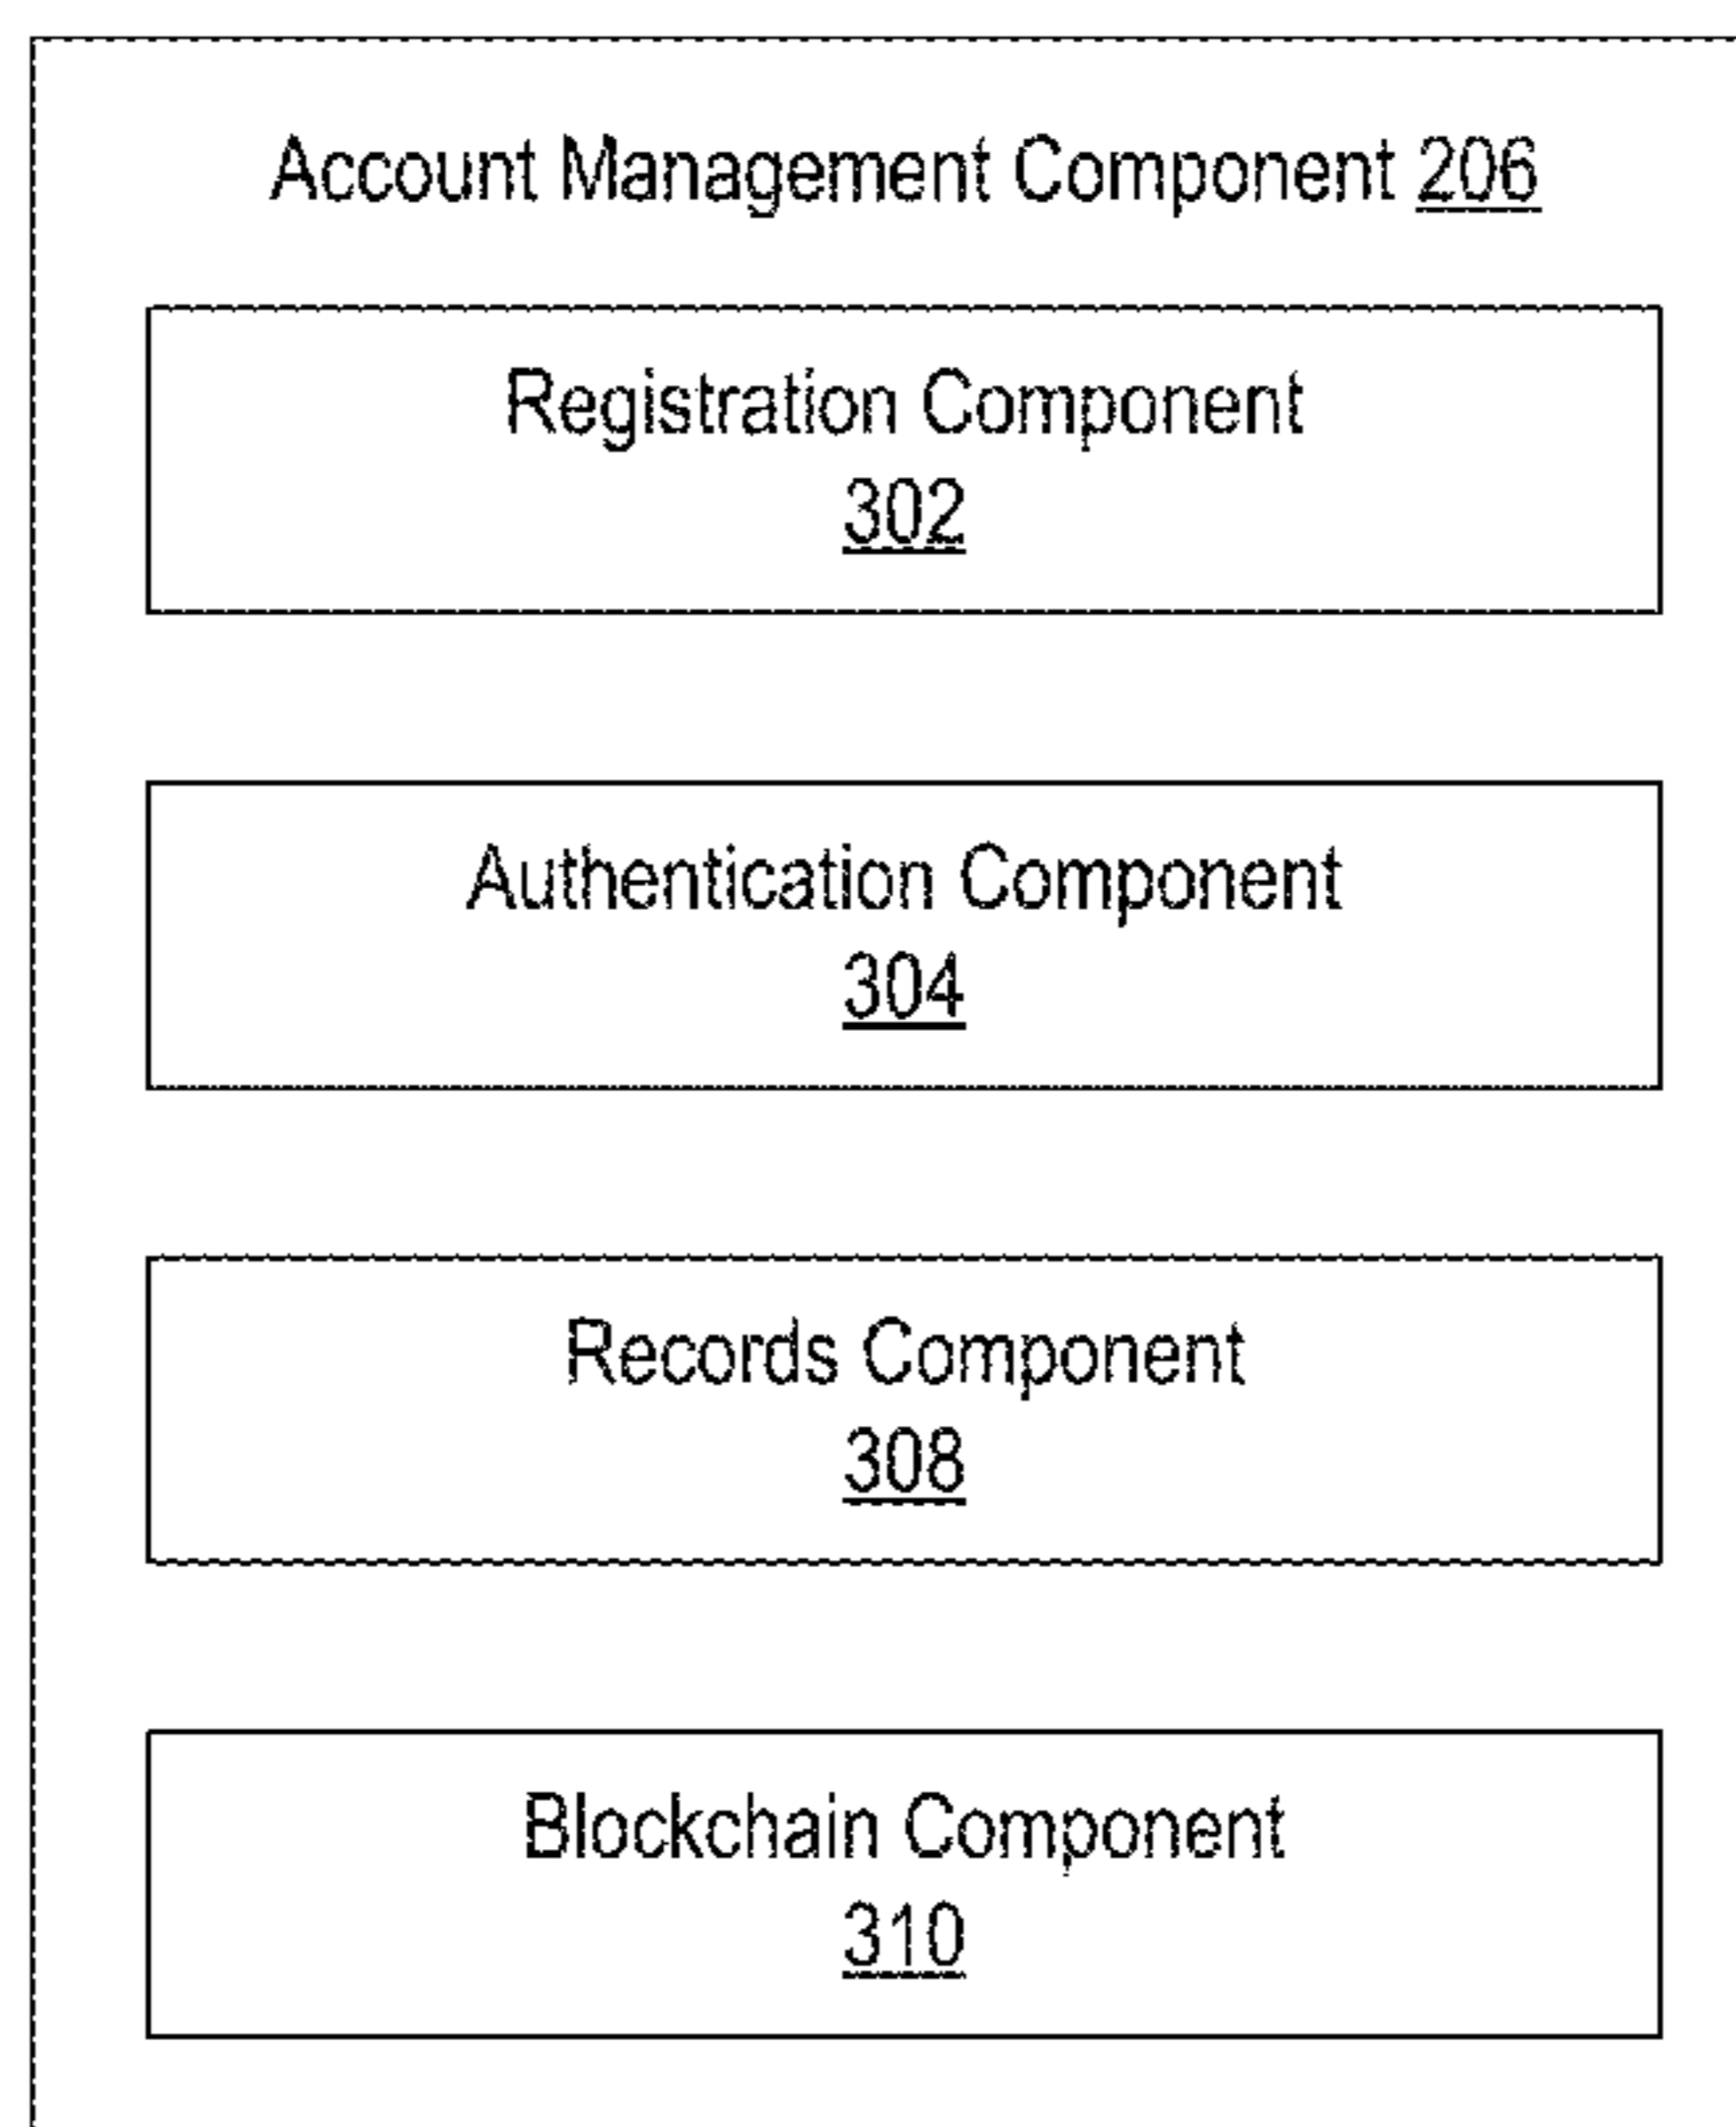 Account Management Component 206
Registration Component
302
Authentication Component
304
Records Component
308
Blockchain Component
310